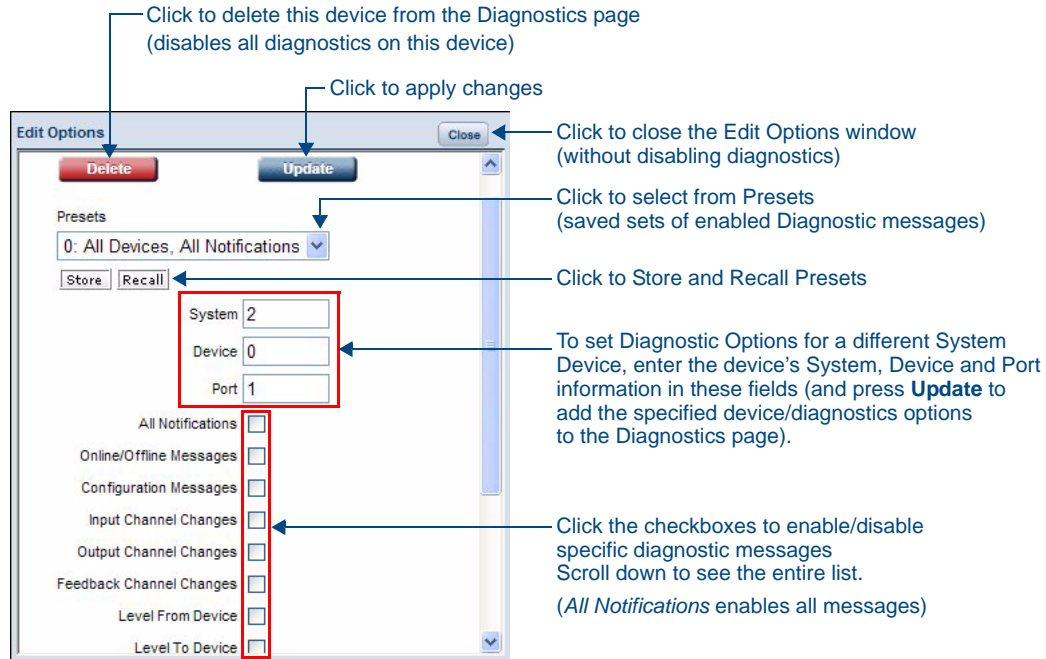 Click to delete this device from the Diagnostics page
(disables all diagnostics on this device)
Click to apply changes
Edit Options
Close
Click to close the Edit Options window
(without disabling diagnostics)
Delete
Update
Click to select from Presets
(saved sets of enabled Diagnostic messages)
Presets
0: All Devices, All Notifications
Store
Recall
Click to Store and Recall Presets
System 2
Device 0
Port 1
To set Diagnostic Options for a different System
Device, enter the device's System, Device and Port
information in these fields (and press Update to
add the specified device/diagnostics options
to the Diagnostics page).
All Notifications
Online/Offline Messages
Configuration Messages
Input Channel Changes
Output Channel Changes
Feedback Channel Changes
Level From Device
Level To Device
Click the checkboxes to enable/disable
specific diagnostic messages
Scroll down to see the entire list.
(All Notifications enables all messages)